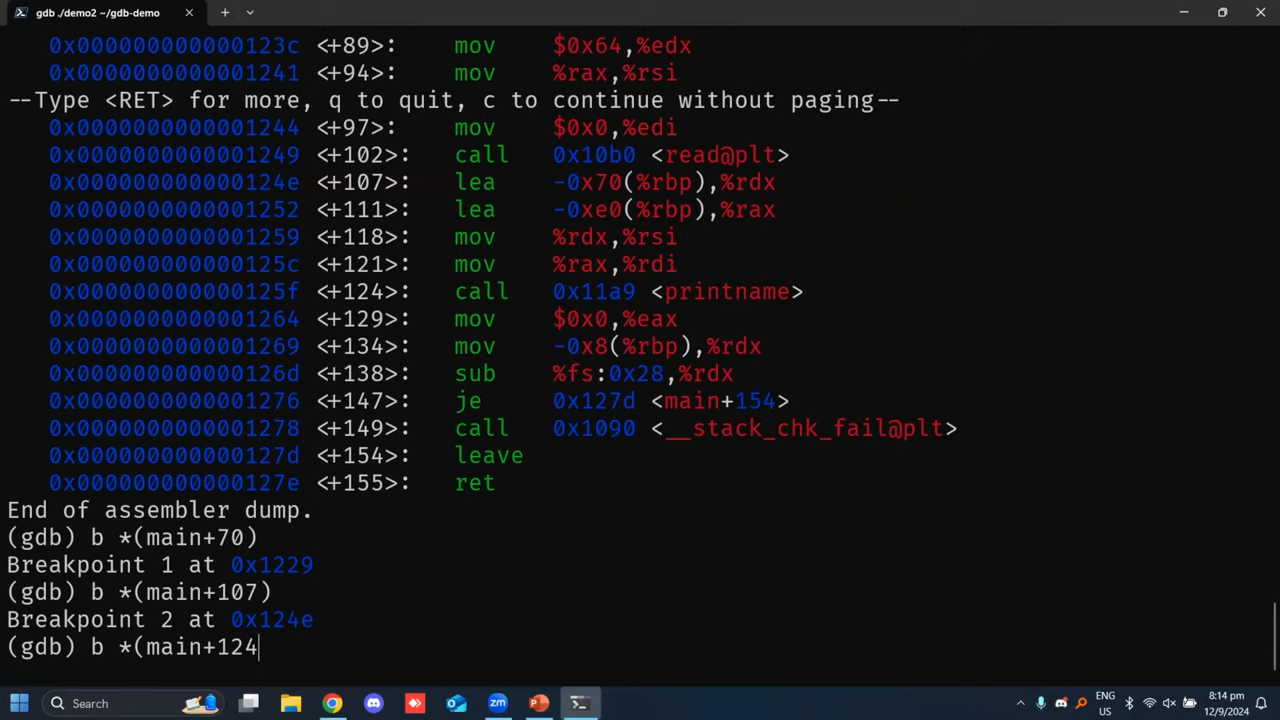 gdb ./demo2 ~/gdb-demo
0x000000000000123c <+89>: mov $0x64,%edx
0x0000000000001241 <+94>: mov %rax,%rsi
--Type <RET> for more, q to quit, c to continue without paging--
0x0000000000001244 <+97>: mov $0x0,%edi
0x0000000000001249 <+102>: call 0x10b0 <read@plt>
0x000000000000124e <+107>: lea -0x70(%rbp),%rdx
0x0000000000001252 <+111>: lea -0xe0(%rbp),%rax
0x0000000000001259 <+118>: mov %rdx,%rsi
0x000000000000125c <+121>: mov %rax,%rdi
0x000000000000125f <+124>: call 0x11a9 <printname>
0x0000000000001264 <+129>: mov $0x0,%eax
0x0000000000001269 <+134>: mov -0x8(%rbp),%rdx
0x000000000000126d <+138>: sub %fs:0x28,%rdx
0x0000000000001276 <+147>: je 0x127d <main+154>
0x0000000000001278 <+149>: call 0x1090 <__stack_chk_fail@plt>
0x000000000000127d <+154>: leave
0x000000000000127e <+155>: ret
End of assembler dump.
(gdb) b *(main+70)
Breakpoint 1 at 0x1229
(gdb) b *(main+107)
Breakpoint 2 at 0x124e
(gdb) b *(main+124
Search
zm
ENG
US
8:14 pm
12/9/2024